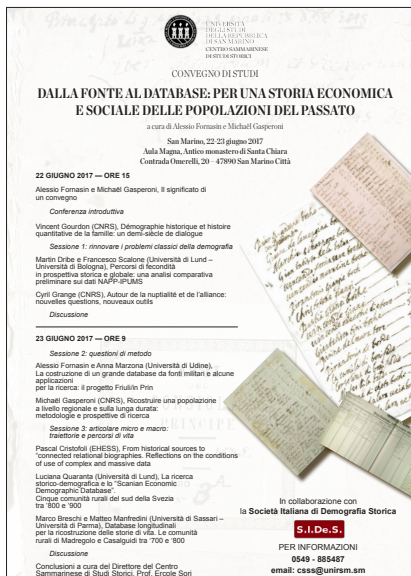 UNIVERSITÀ
DEGLI STUDI
DELLA REPUBBLICA
DI SAN MARINO
CENTRO SAMMARINESE
DI STUDI STORICI
CONVEGNO DI STUDI
DALLA FONTE AL DATABASE: PER UNA STORIA ECONOMICA
E SOCIALE DELLE POPOLAZIONI DEL PASSATO
a cura di Alessio Fornasin e Michaël Gasperoni
San Marino, 22-23 giugno 2017
Aula Magna, Antico monastero di Santa Chiara
Contrada Omerelli, 20 – 47890 San Marino Città
22 GIUGNO 2017 — ORE 15
Alessio Fornasin e Michaël Gasperoni, Il significato di
un convegno
Conferenza introduttiva
Vincent Gourdon (CNRS), Démographie historique et histoire
quantitative de la famille: un demi-siècle de dialogue
Sessione 1: rinnovare i problemi classici della demografia
Martin Dribe e Francesco Scalone (Università di Lund –
Università di Bologna), Percorsi di fecondità
in prospettiva storica e globale: una analisi comparativa
preliminare sui dati NAPP-IPUMS
Cyril Grange (CNRS), Autour de la nuptialité et de l'alliance:
nouvelles questions, nouveaux outils
Discussione
23 GIUGNO 2017 — ORE 9
Sessione 2: questioni di metodo
Alessio Fornasin e Anna Marzona (Università di Udine),
La costruzione di un grande database da fonti militari e alcune
applicazioni
per la ricerca: il progetto Friuli/in Prin
Michaël Gasperoni (CNRS), Ricostruire una popolazione
a livello regionale e sulla lunga durata:
metodologie e prospettive di ricerca
Sessione 3: articolare micro e macro:
traiettorie e percorsi di vita
Pascal Cristofoli (EHESS), From historical sources to
"connected relational biographies. Reflections on the conditions
of use of complex and massive data
Luciana Quaranta (Università di Lund), La ricerca
storico-demografica e lo "Scanian Economic
Demographic Database".
Cinque comunità rurali del sud della Svezia
tra '800 e '900
Marco Breschi e Matteo Manfredini (Università di Sassari –
Università di Parma), Database longitudinali
per la ricostruzione delle storie di vita. Le comunità
rurali di Madregolo e Casalguidi tra '700 e '800
Discussione
Conclusioni a cura del Direttore del Centro
Sammarinese di Studi Storici, Prof. Ercole Sori
In collaborazione con
la Società Italiana di Demografia Storica
S.I.De.S.
PER INFORMAZIONI
0549 - 885487
email: csss@unirsm.sm